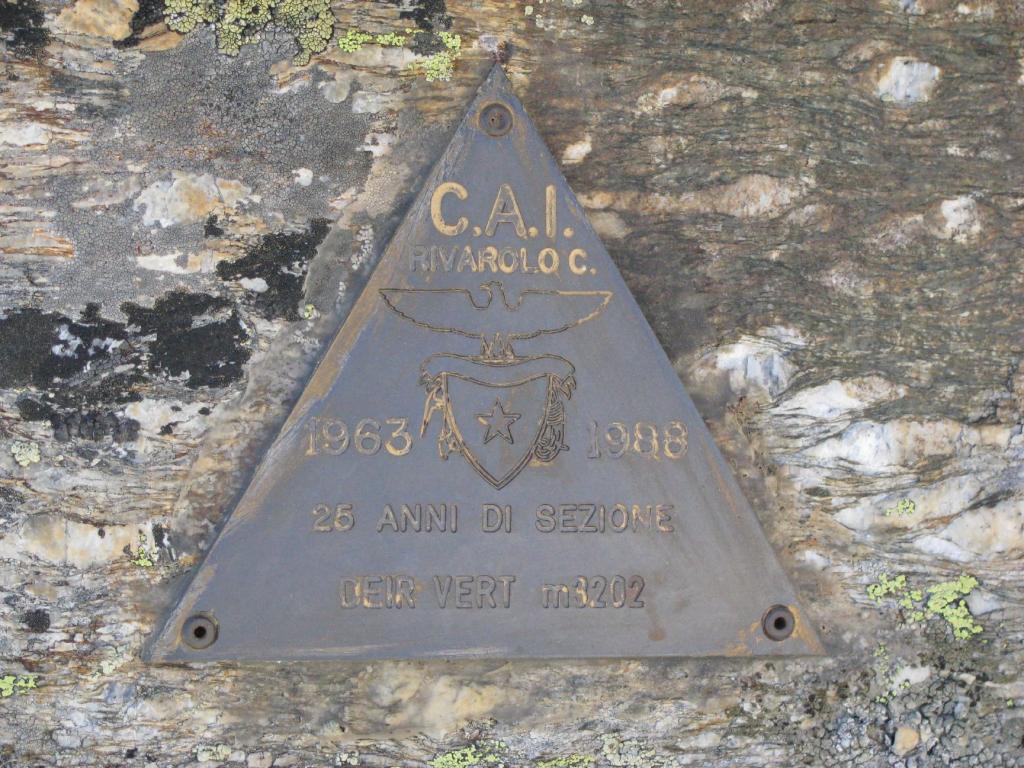 C.A.I.
RIVAROLO C.
1963 1988
25 ANNI DI SEZIONE
DEIR VERT m3202